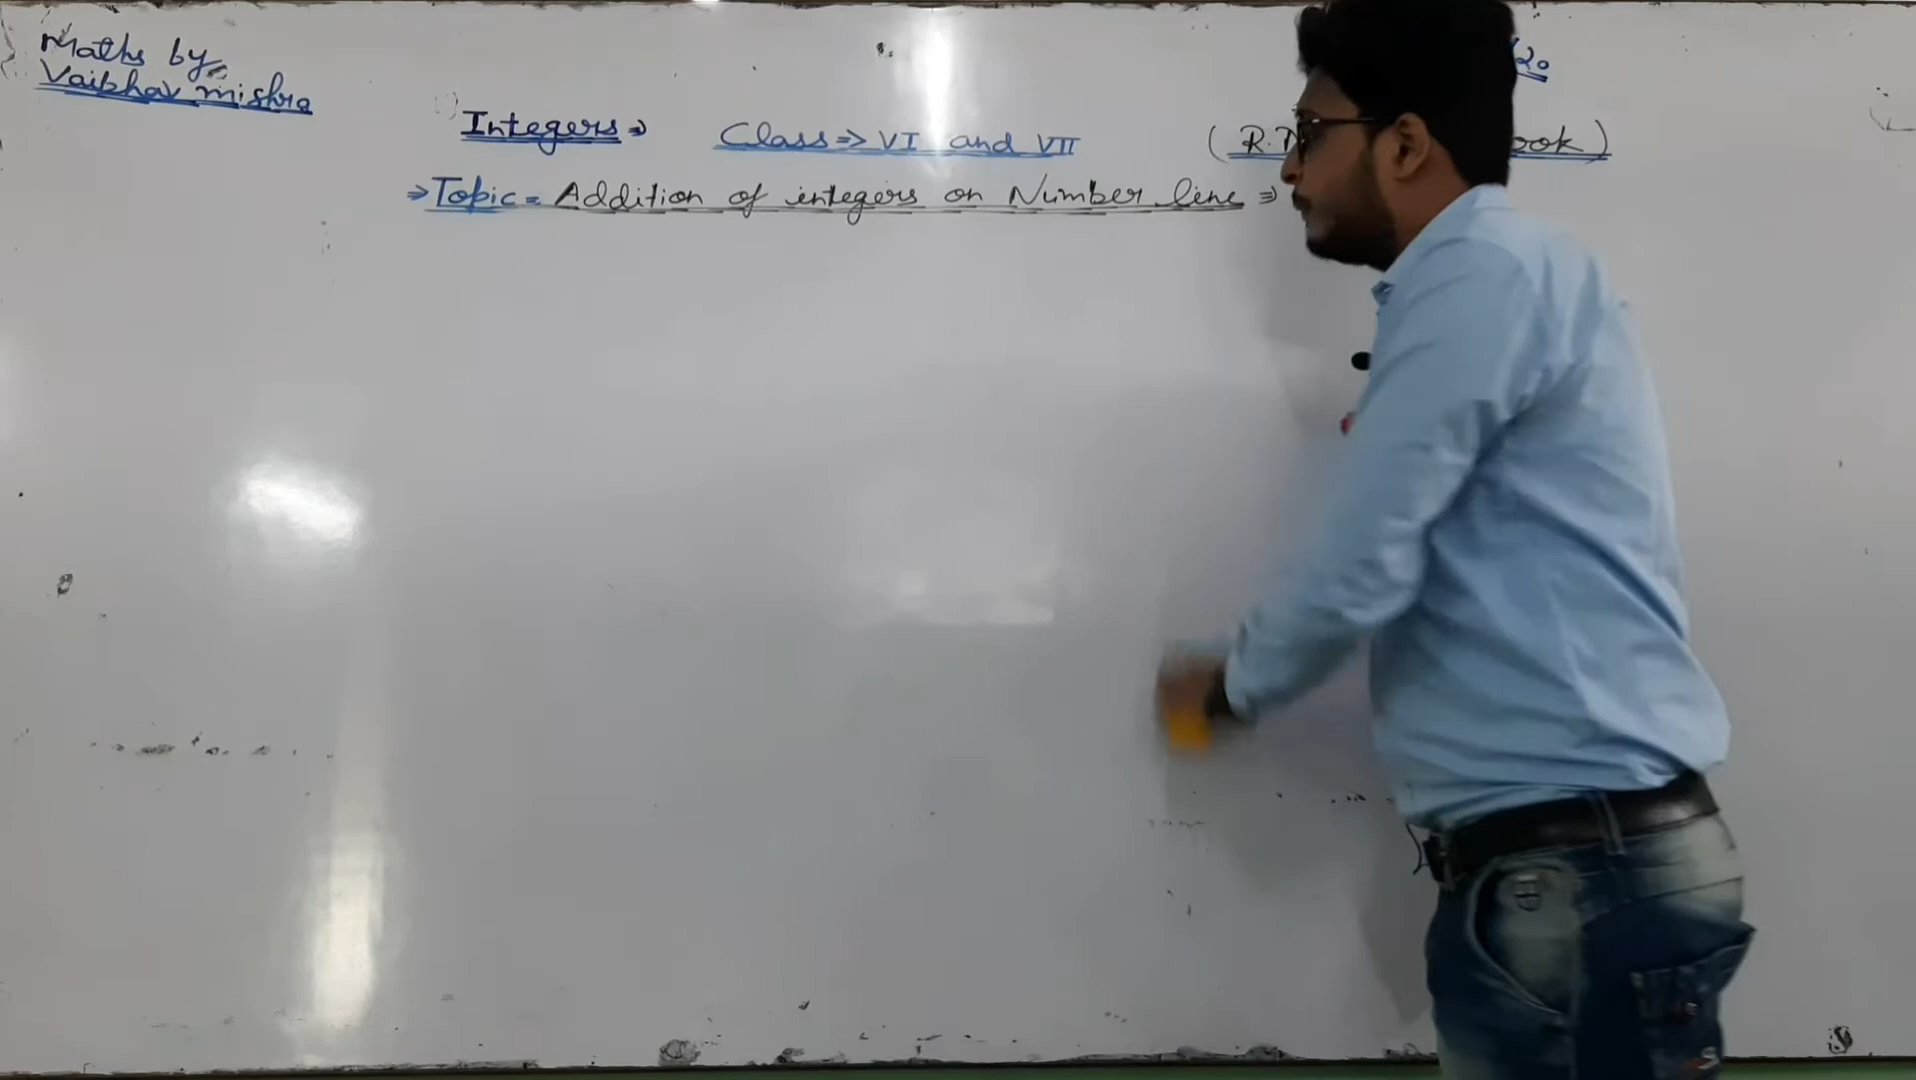 Maths by
Vaibhav mishra
Integers ⇒ Class ⇒ VI and VII (R.
ook)
⇒ Topic = Addition of integers on Number line ⇒